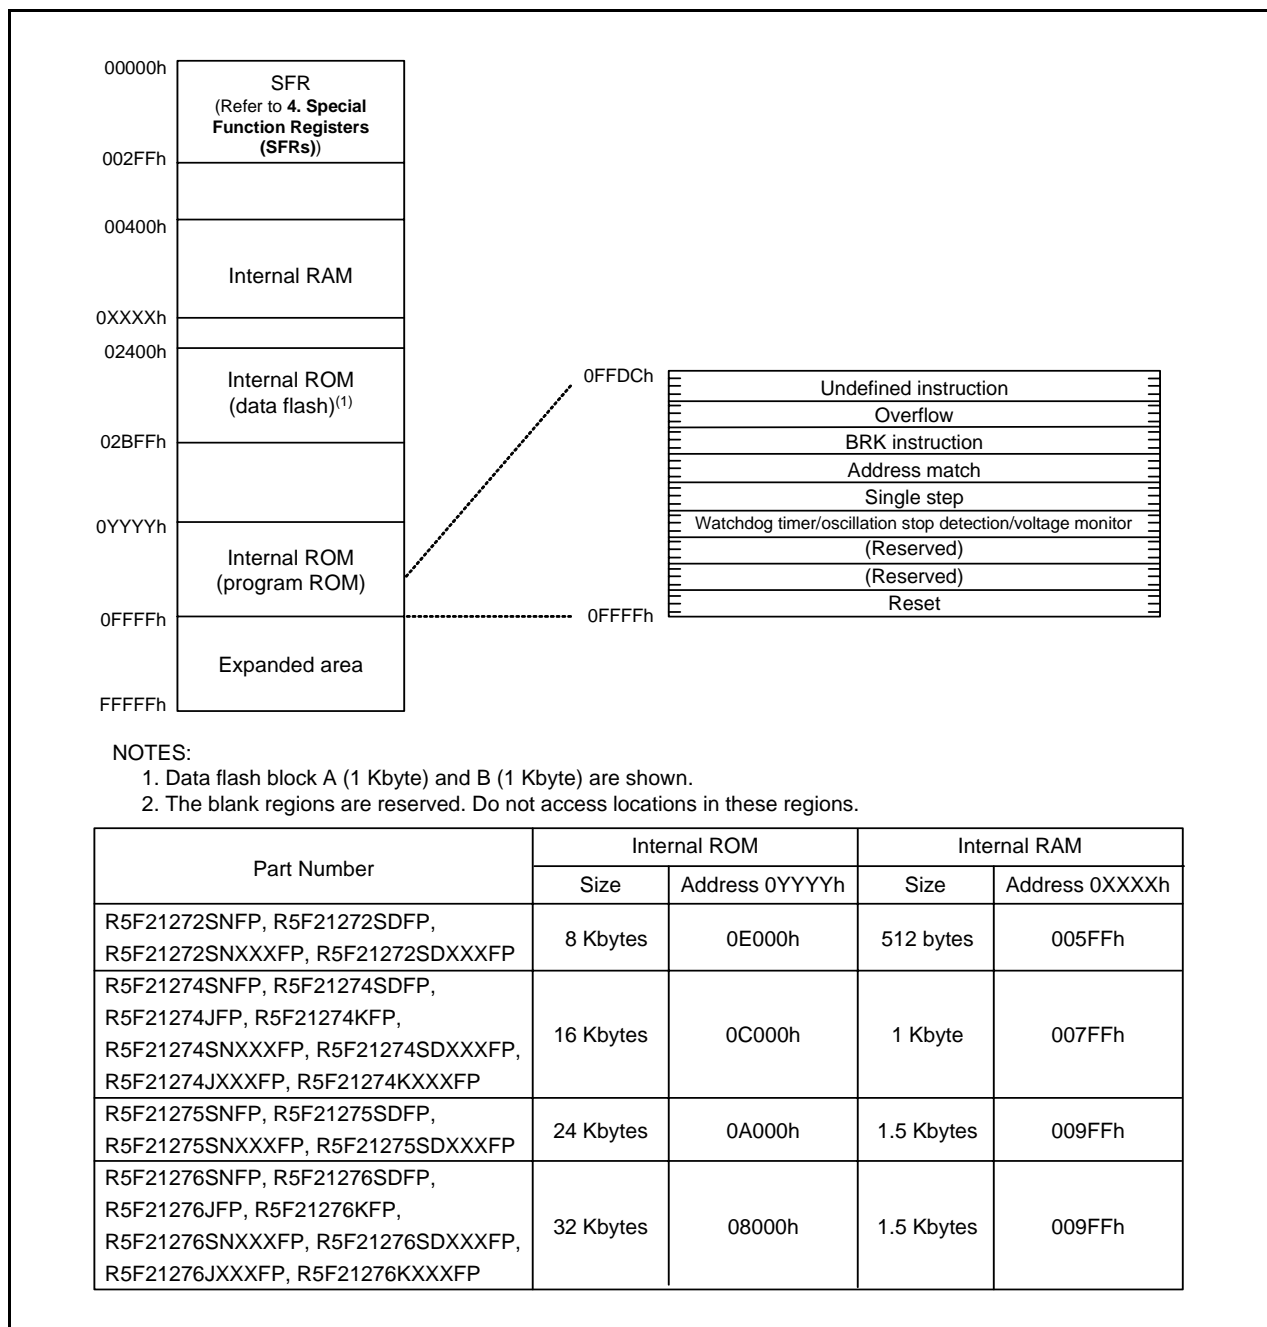 00000h
SFR
(Refer to 4. Special
Function Registers
(SFRs))
002FFh
00400h
Internal RAM
0XXXXh
02400h
Internal ROM
(data flash)(1)
02BFFh
0YYYYh
Internal ROM
(program ROM)
0FFFFh
Expanded area
FFFFFh
0FFDCh
Undefined instruction
Overflow
BRK instruction
Address match
Single step
Watchdog timer/oscillation stop detection/voltage monitor
(Reserved)
(Reserved)
Reset
0FFFFh
NOTES:
1. Data flash block A (1 Kbyte) and B (1 Kbyte) are shown.
2. The blank regions are reserved. Do not access locations in these regions.
Part Number Internal ROM Internal RAM
Size Address 0YYYYh Size Address 0XXXXh
R5F21272SNFP, R5F21272SDFP,
R5F21272SNXXXFP, R5F21272SDXXXFP
8 Kbytes 0E000h 512 bytes 005FFh
R5F21274SNFP, R5F21274SDFP,
R5F21274JFP, R5F21274KFP,
R5F21274SNXXXFP, R5F21274SDXXXFP,
R5F21274JXXXFP, R5F21274KXXXFP
16 Kbytes 0C000h 1 Kbyte 007FFh
R5F21275SNFP, R5F21275SDFP,
R5F21275SNXXXFP, R5F21275SDXXXFP
24 Kbytes 0A000h 1.5 Kbytes 009FFh
R5F21276SNFP, R5F21276SDFP,
R5F21276JFP, R5F21276KFP,
R5F21276SNXXXFP, R5F21276SDXXXFP,
R5F21276JXXXFP, R5F21276KXXXFP
32 Kbytes 08000h 1.5 Kbytes 009FFh